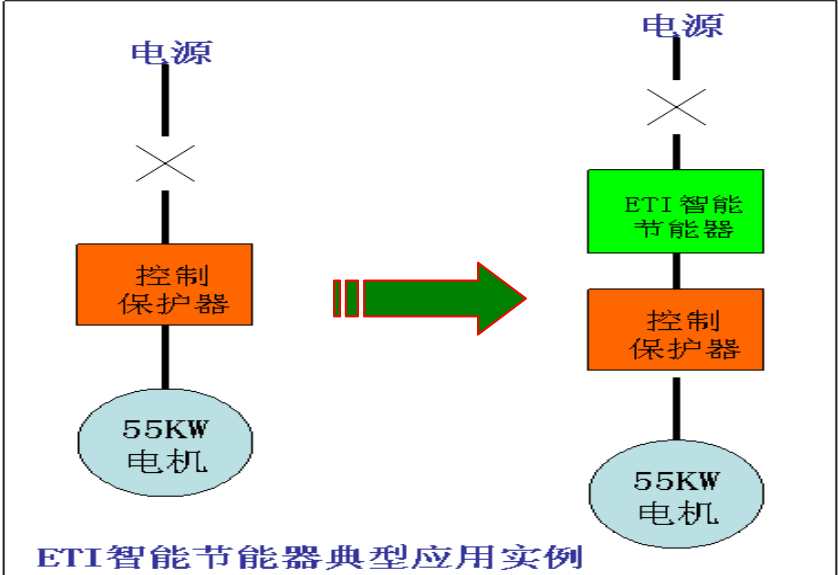 电源
控制
保护器
55KW
电机
电源
ETI智能
节能器
控制
保护器
55KW
电机
ETI智能节能器典型应用实例